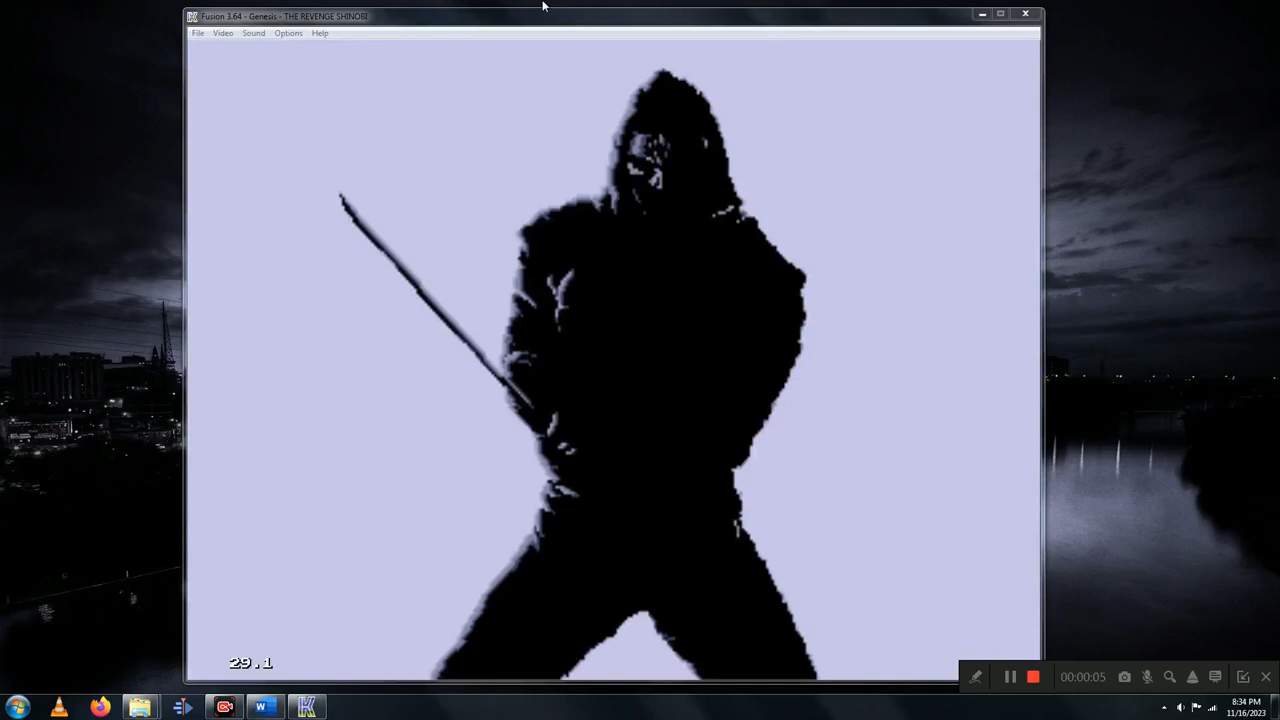 Fusion 3.64 - Genesis - THE REVENGE SHINOBI
File Video Sound Options Help
29.1
00:00:05
W
8:34 PM
11/16/2023